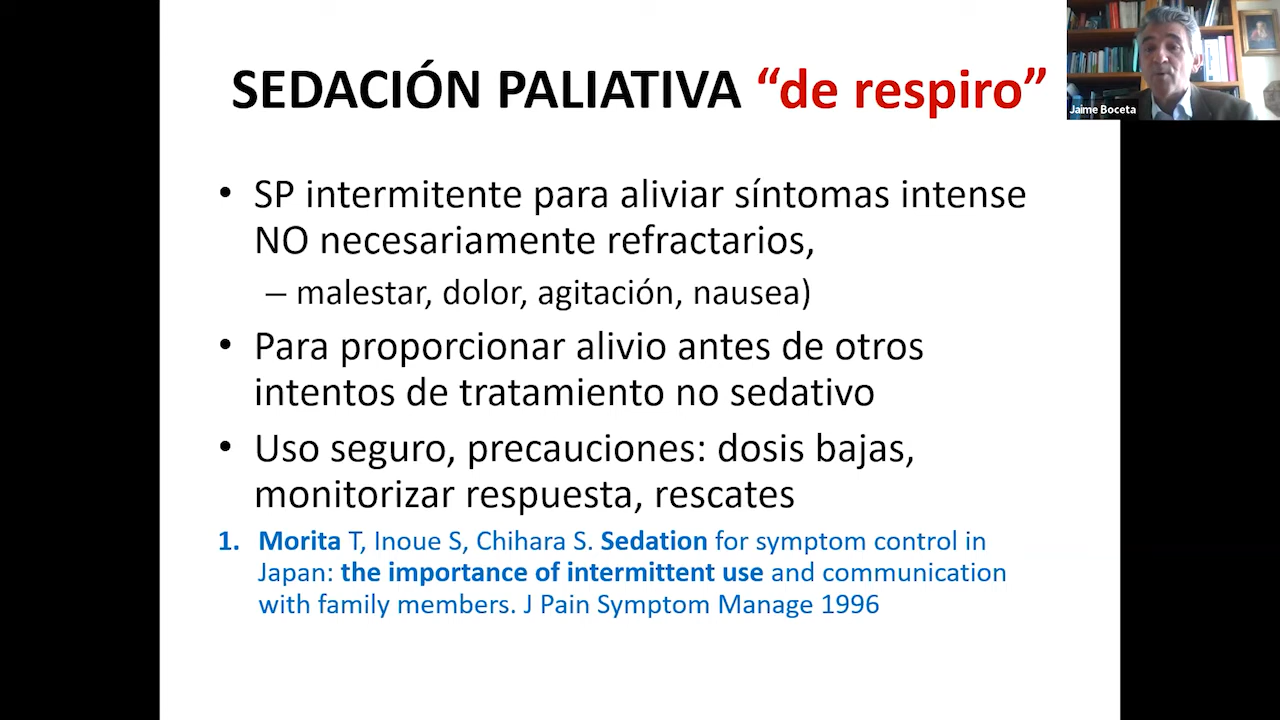 SEDACIÓN PALIATIVA “de respiro”
Jaime Boceta
• SP intermitente para aliviar síntomas intense
NO necesariamente refractarios,
– malestar, dolor, agitación, nausea)
• Para proporcionar alivio antes de otros
intentos de tratamiento no sedativo
• Uso seguro, precauciones: dosis bajas,
monitorizar respuesta, rescates
1. Morita T, Inoue S, Chihara S. Sedation for symptom control in
Japan: the importance of intermittent use and communication
with family members. J Pain Symptom Manage 1996